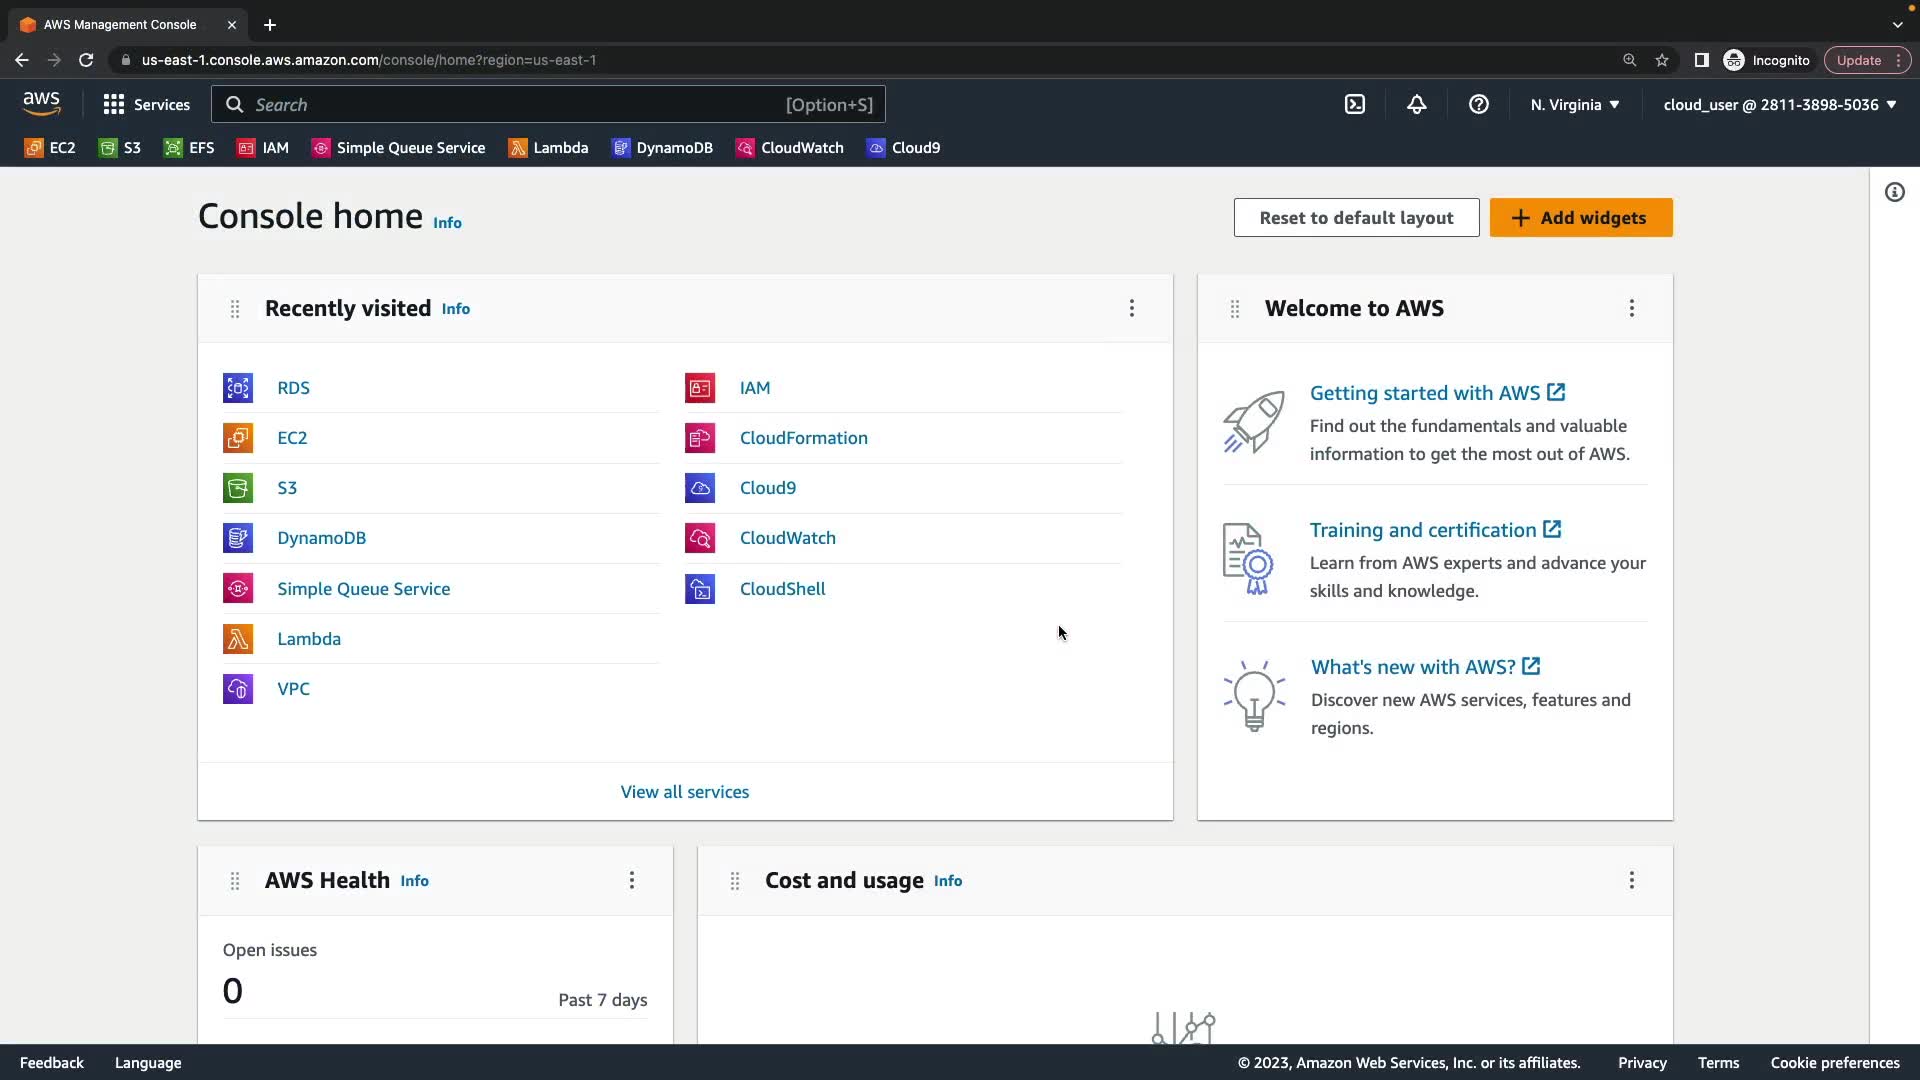 AWS Management Console
us-east-1.console.aws.amazon.com/console/home?region=us-east-1
Incognito
Update
aws
Services
Search
[Option+S]
N. Virginia
cloud_user @ 2811-3898-5036
EC2
S3
EFS
IAM
Simple Queue Service
Lambda
DynamoDB
CloudWatch
Cloud9
Console home Info
Reset to default layout
Add widgets
Recently visited Info
RDS
EC2
S3
DynamoDB
Simple Queue Service
Lambda
VPC
IAM
CloudFormation
Cloud9
CloudWatch
CloudShell
View all services
Welcome to AWS
Getting started with AWS
Find out the fundamentals and valuable
information to get the most out of AWS.
Training and certification
Learn from AWS experts and advance your
skills and knowledge.
What's new with AWS?
Discover new AWS services, features and
regions.
AWS Health Info
Open issues
0
Past 7 days
Cost and usage Info
Feedback
Language
© 2023, Amazon Web Services, Inc. or its affiliates.
Privacy
Terms
Cookie preferences